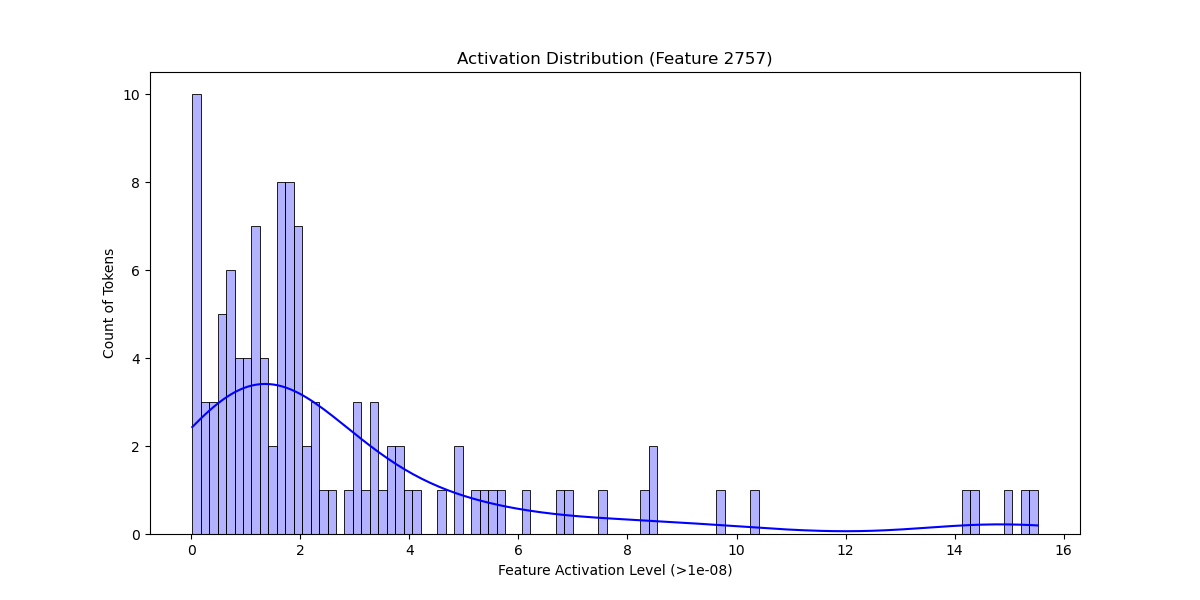 Activation Distribution (Feature 2757)
Count of Tokens
10
8
6
4
2
0
0 2 4 6 8 10 12 14 16
Feature Activation Level (>1e-08)